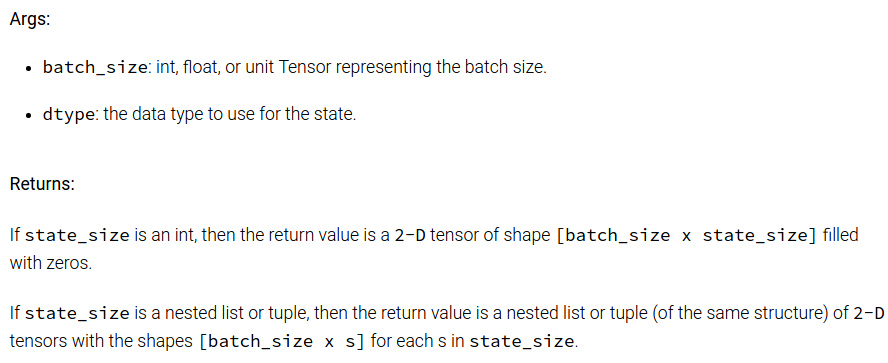 Args:
• batch_size: int, float, or unit Tensor representing the batch size.
• dtype: the data type to use for the state.
Returns:
If state_size is an int, then the return value is a 2-D tensor of shape [batch_size x state_size] filled
with zeros.
If state_size is a nested list or tuple, then the return value is a nested list or tuple (of the same structure) of 2-D
tensors with the shapes [batch_size x s] for each s in state_size.